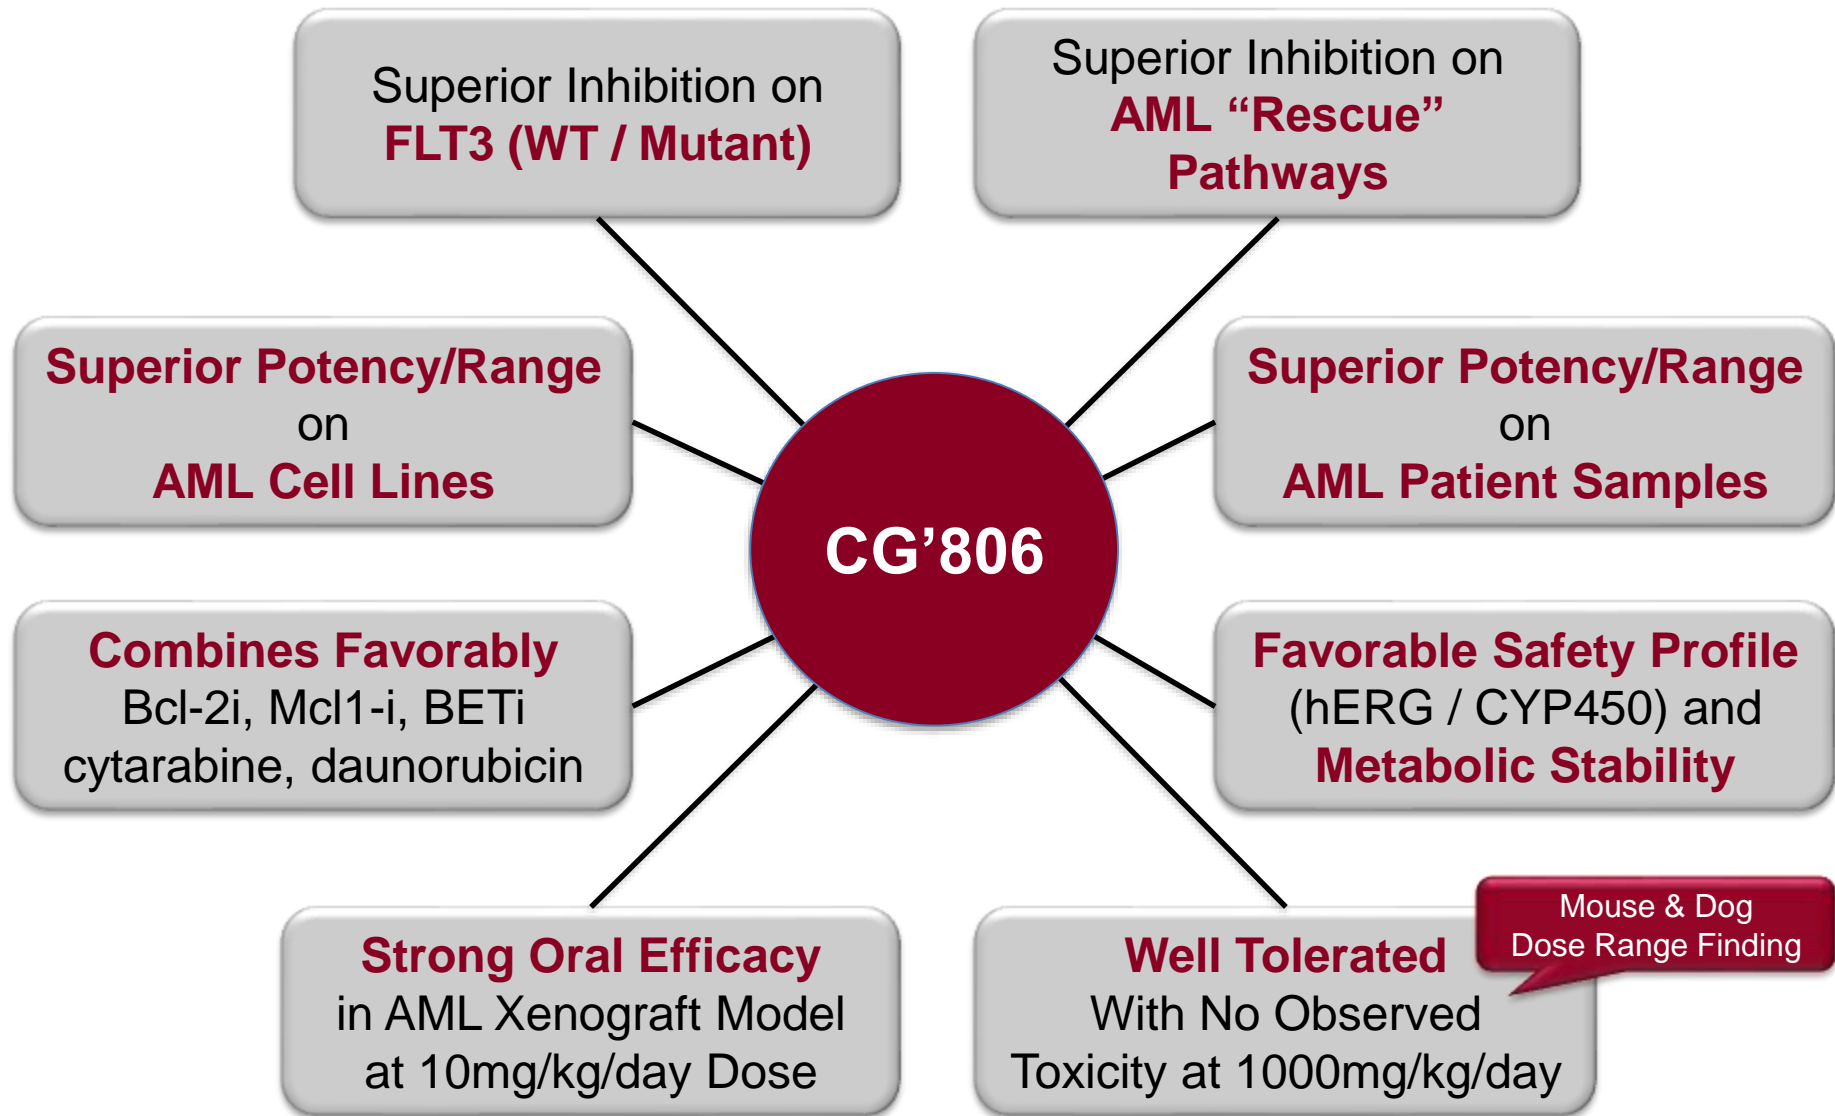 Superior Inhibition on
FLT3 (WT / Mutant)
Superior Inhibition on
AML “Rescue”
Pathways
Superior Potency/Range
on
AML Cell Lines
Superior Potency/Range
on
AML Patient Samples
CG’806
Combines Favorably
Bcl-2i, Mcl1-i, BETi
cytarabine, daunorubicin
Favorable Safety Profile
(hERG / CYP450) and
Metabolic Stability
Strong Oral Efficacy
in AML Xenograft Model
at 10mg/kg/day Dose
Mouse & Dog
Dose Range Finding
Well Tolerated
With No Observed
Toxicity at 1000mg/kg/day